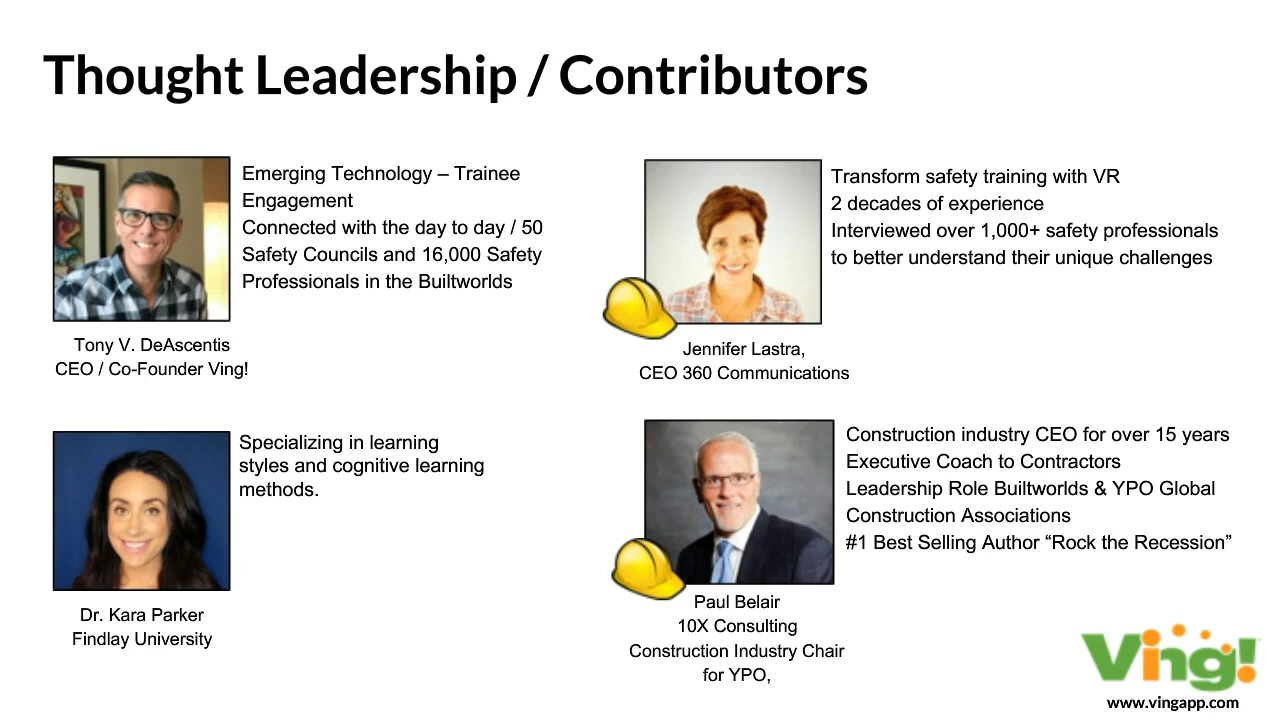 Thought Leadership / Contributors
Emerging Technology – Trainee
Engagement
Connected with the day to day / 50
Safety Councils and 16,000 Safety
Professionals in the Builtworlds
Tony V. DeAscentis
CEO / Co-Founder Ving!
Transform safety training with VR
2 decades of experience
Interviewed over 1,000+ safety professionals
to better understand their unique challenges
Jennifer Lastra,
CEO 360 Communications
Specializing in learning
styles and cognitive learning
methods.
Dr. Kara Parker
Findlay University
Construction industry CEO for over 15 years
Executive Coach to Contractors
Leadership Role Builtworlds & YPO Global
Construction Associations
#1 Best Selling Author “Rock the Recession”
Paul Belair
10X Consulting
Construction Industry Chair
for YPO,
Ving!
www.vingapp.com